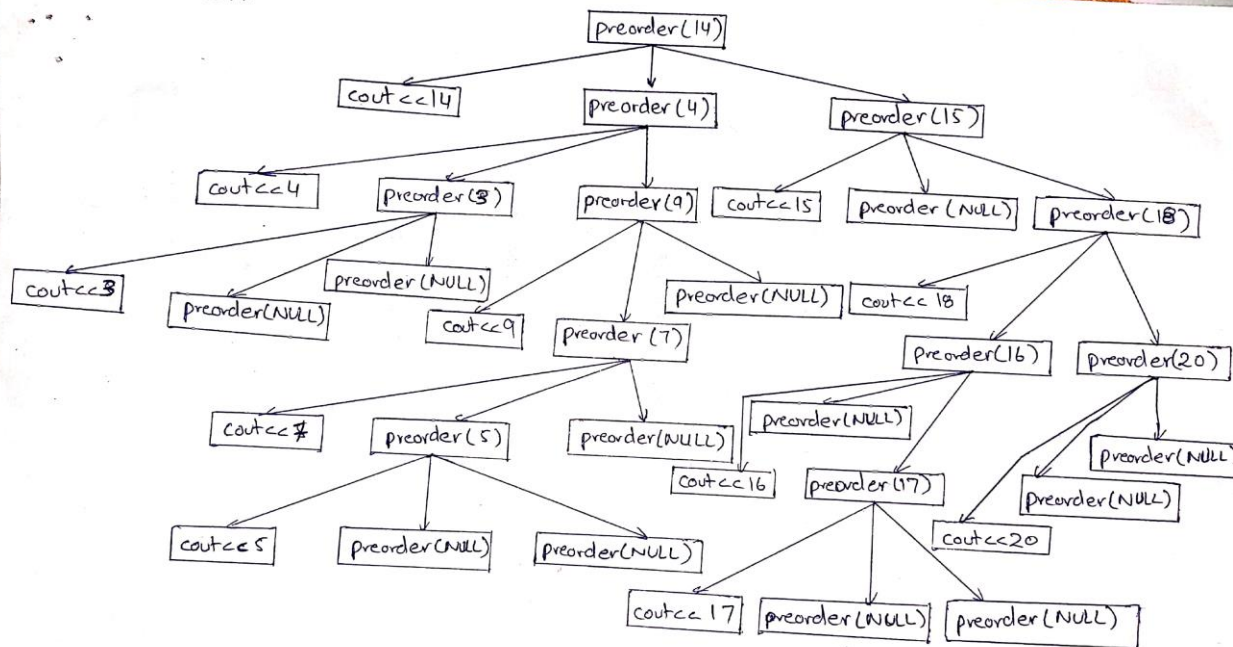 preorder(14)
cout<<14
preorder(4)
preorder(15)
cout<<4
preorder(3)
preorder(9)
cout<<15
preorder(NULL)
preorder(18)
cout<<3
preorder(NULL)
preorder(NULL)
cout<<9
preorder(7)
preorder(NULL)
cout<<18
preorder(16)
preorder(20)
cout<<7
preorder(5)
preorder(NULL)
cout<<16
preorder(NULL)
preorder(17)
cout<<20
preorder(NULL)
preorder(NULL)
cout<<5
preorder(NULL)
preorder(NULL)
cout<<17
preorder(NULL)
preorder(NULL)